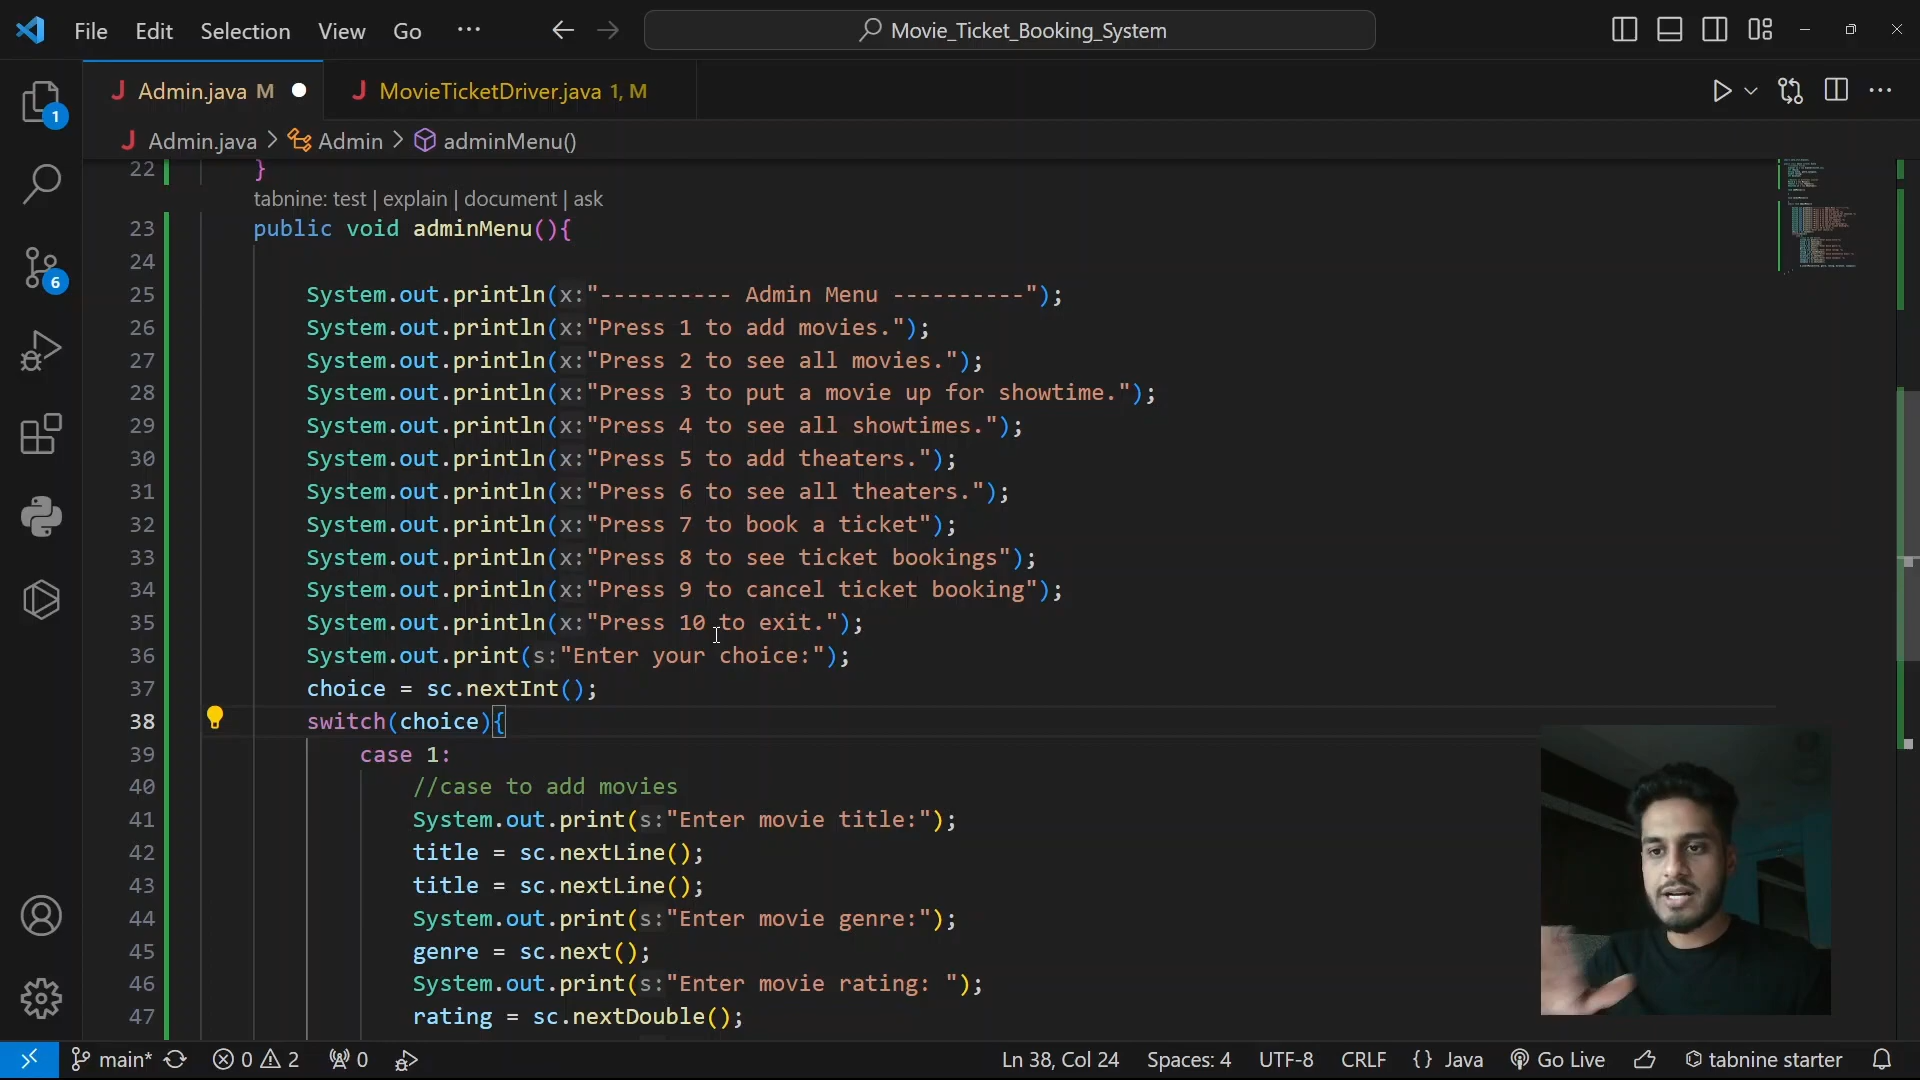 File Edit Selection View Go ··· Movie_Ticket_Booking_System
Admin.java M MovieTicketDriver.java 1, M
Admin.java > Admin > adminMenu()
22 }
tabnine: test | explain | document | ask
23 public void adminMenu(){
24
25 System.out.println(x:"---------- Admin Menu ----------");
26 System.out.println(x:"Press 1 to add movies.");
27 System.out.println(x:"Press 2 to see all movies.");
28 System.out.println(x:"Press 3 to put a movie up for showtime.");
29 System.out.println(x:"Press 4 to see all showtimes.");
30 System.out.println(x:"Press 5 to add theaters.");
31 System.out.println(x:"Press 6 to see all theaters.");
32 System.out.println(x:"Press 7 to book a ticket");
33 System.out.println(x:"Press 8 to see ticket bookings");
34 System.out.println(x:"Press 9 to cancel ticket booking");
35 System.out.println(x:"Press 10 to exit.");
36 System.out.print(s:"Enter your choice:");
37 choice = sc.nextInt();
38 switch(choice){
39 case 1:
40 //case to add movies
41 System.out.print(s:"Enter movie title:");
42 title = sc.nextLine();
43 title = sc.nextLine();
44 System.out.print(s:"Enter movie genre:");
45 genre = sc.next();
46 System.out.print(s:"Enter movie rating: ");
47 rating = sc.nextDouble();
1
6
main* 0 2 0 Ln 38, Col 24 Spaces: 4 UTF-8 CRLF {} Java Go Live tabnine starter